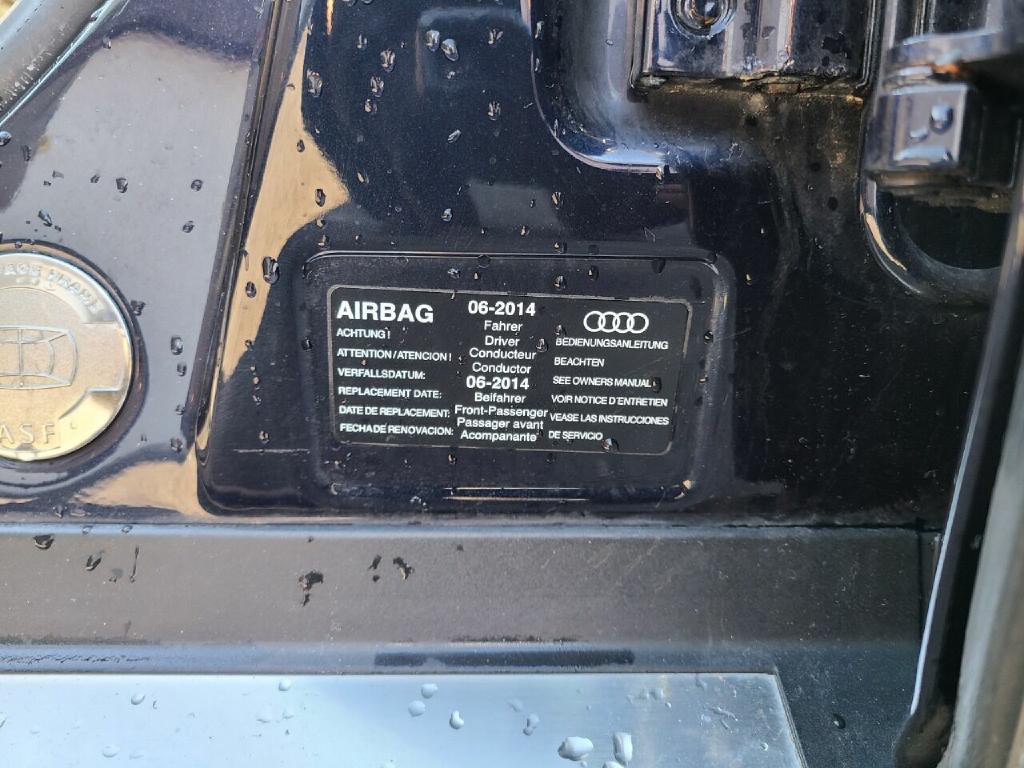 AIRBAG
ACHTUNG!
ATTENTION/ATENCION!
VERFALLSDATUM:
REPLACEMENT DATE:
DATE DE REPLACEMENT:
FECHA DE RENOVACION:
06-2014
Fahrer
Driver
Conducteur
Conductor
06-2014
Beifahrer
Front-Passenger
Passager avant
Acompanante
BEDIENUNGSANLEITUNG
BEACHTEN
SEE OWNERS MANUAL
VOIR NOTICE D'ENTRETIEN
VEASE LAS INSTRUCCIONES
DE SERVICIO
ASF